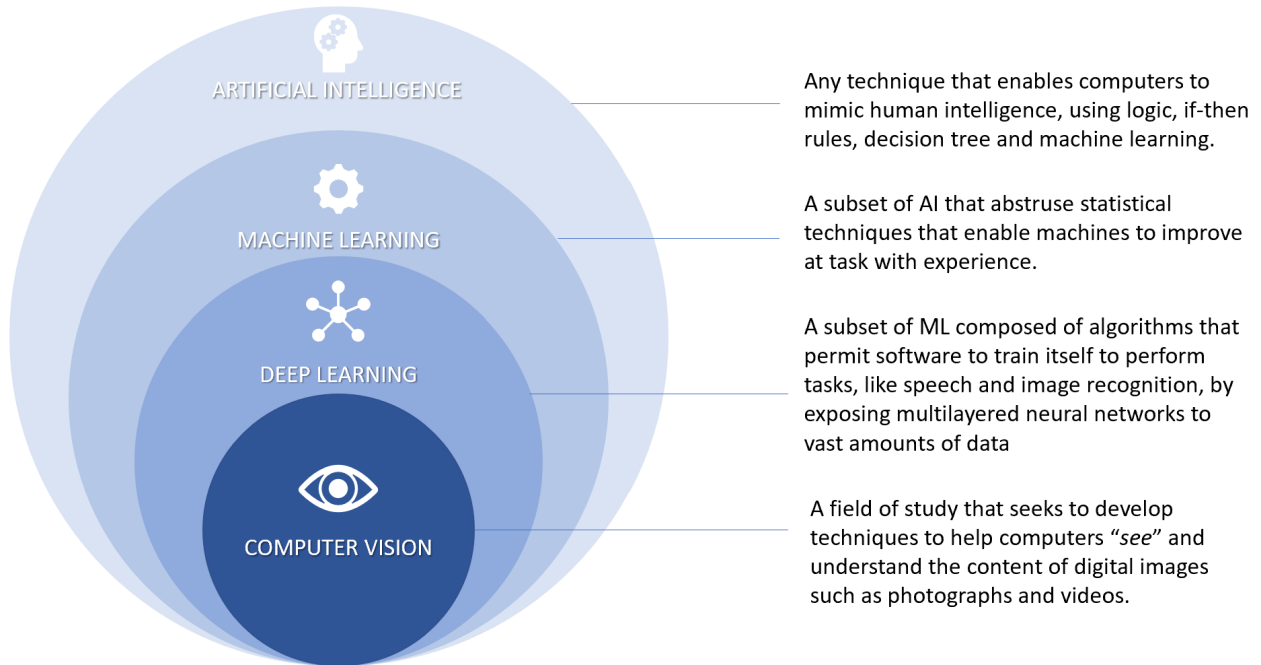 ARTIFICIAL INTELLIGENCE
Any technique that enables computers to
mimic human intelligence, using logic, if-then
rules, decision tree and machine learning.
MACHINE LEARNING
A subset of AI that abstruse statistical
techniques that enable machines to improve
at task with experience.
DEEP LEARNING
A subset of ML composed of algorithms that
permit software to train itself to perform
tasks, like speech and image recognition, by
exposing multilayered neural networks to
vast amounts of data
COMPUTER VISION
A field of study that seeks to develop
techniques to help computers “see” and
understand the content of digital images
such as photographs and videos.